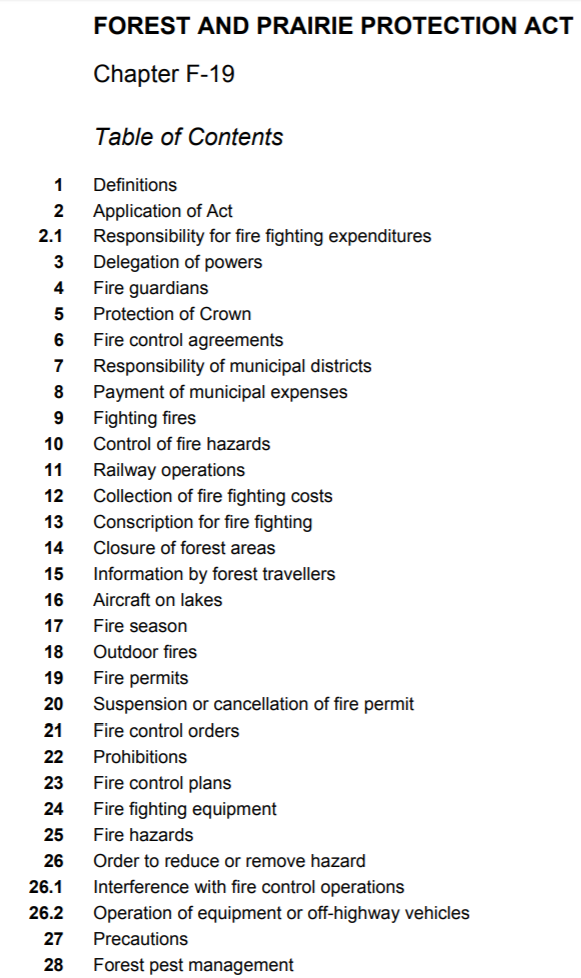 FOREST AND PRAIRIE PROTECTION ACT
Chapter F-19
Table of Contents
1 Definitions
2 Application of Act
2.1 Responsibility for fire fighting expenditures
3 Delegation of powers
4 Fire guardians
5 Protection of Crown
6 Fire control agreements
7 Responsibility of municipal districts
8 Payment of municipal expenses
9 Fighting fires
10 Control of fire hazards
11 Railway operations
12 Collection of fire fighting costs
13 Conscription for fire fighting
14 Closure of forest areas
15 Information by forest travellers
16 Aircraft on lakes
17 Fire season
18 Outdoor fires
19 Fire permits
20 Suspension or cancellation of fire permit
21 Fire control orders
22 Prohibitions
23 Fire control plans
24 Fire fighting equipment
25 Fire hazards
26 Order to reduce or remove hazard
26.1 Interference with fire control operations
26.2 Operation of equipment or off-highway vehicles
27 Precautions
28 Forest pest management